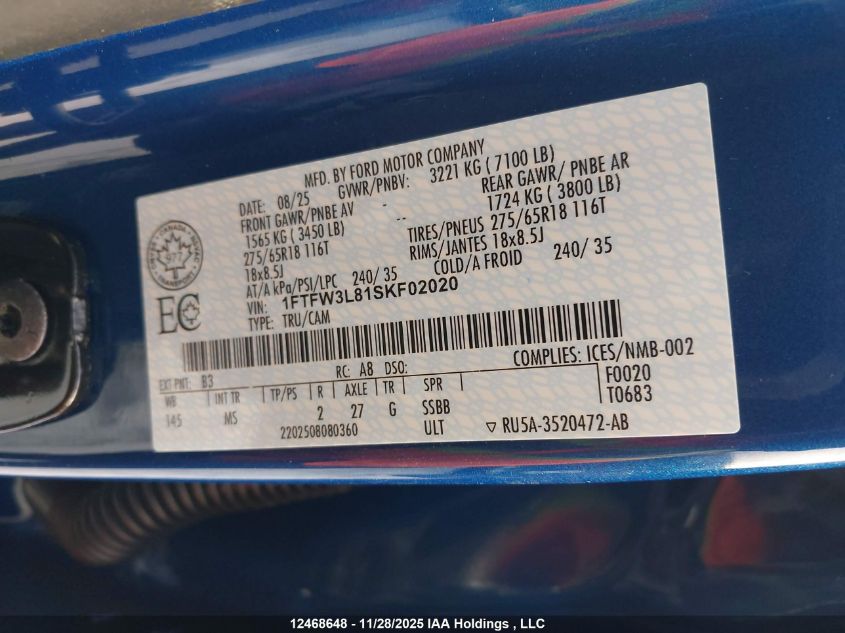 MFD. BY FORD MOTOR COMPANY
DATE: 08/25 GVWR/PNBV: 3221 KG ( 7100 LB)
FRONT GAWR/PNBE AV -- REAR GAWR/ PNBE AR
1565 KG ( 3450 LB) 1724 KG ( 3800 LB)
275/65R18 116T TIRES/PNEUS 275/65R18 116T
18x8.5J RIMS/JANTES 18x8.5J
AT/A kPa/PSI/LPC 240/ 35 COLD/A FROID 240/ 35
VIN: 1FTFW3L81SKF02020
TYPE: TRU/CAM
CANADA
977
TRANSPORT
EC
COMPLIES: ICES/NMB-002
EXT PNT: B3 RC: A8 DSO:
F0020
T0683
WB INT TR TP/PS R AXLE TR SPR
145 MS 2 27 G SSBB
2202508080360 ULT ▽ RU5A-3520472-AB
12468648 - 11/28/2025 IAA Holdings , LLC